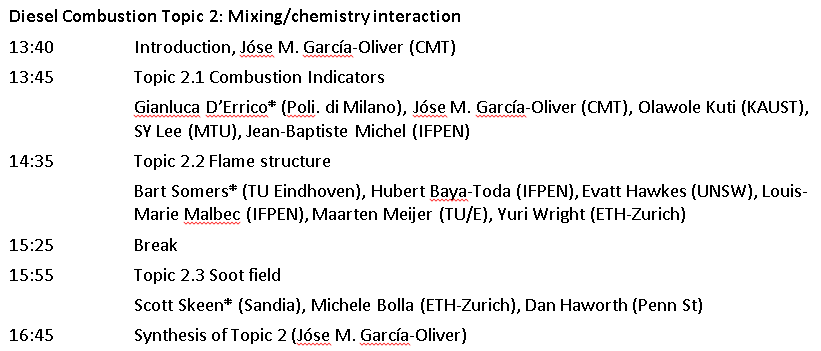 Diesel Combustion Topic 2: Mixing/chemistry interaction
13:40 Introduction, Jóse M. García-Oliver (CMT)
13:45 Topic 2.1 Combustion Indicators
Gianluca D’Errico* (Poli. di Milano), Jóse M. García-Oliver (CMT), Olawole Kuti (KAUST),
SY Lee (MTU), Jean-Baptiste Michel (IFPEN)
14:35 Topic 2.2 Flame structure
Bart Somers* (TU Eindhoven), Hubert Baya-Toda (IFPEN), Evatt Hawkes (UNSW), Louis-
Marie Malbec (IFPEN), Maarten Meijer (TU/E), Yuri Wright (ETH-Zurich)
15:25 Break
15:55 Topic 2.3 Soot field
Scott Skeen* (Sandia), Michele Bolla (ETH-Zurich), Dan Haworth (Penn St)
16:45 Synthesis of Topic 2 (Jóse M. García-Oliver)